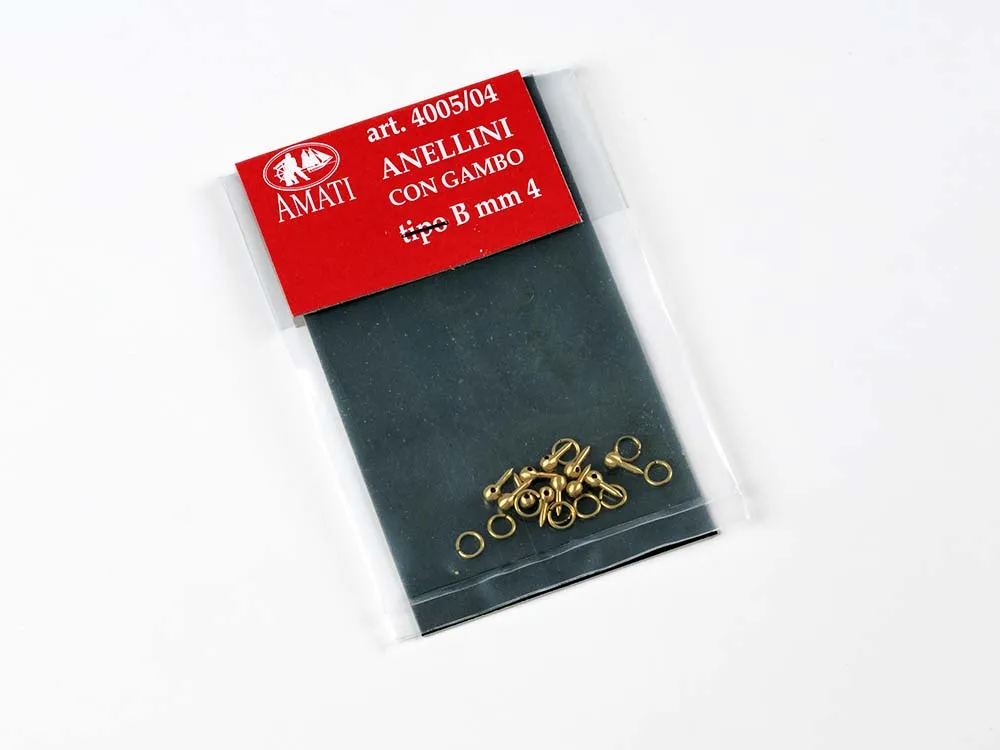 art. 4005/04
ANELLINI
CON GAMBO
tipo B mm 4
AMATI